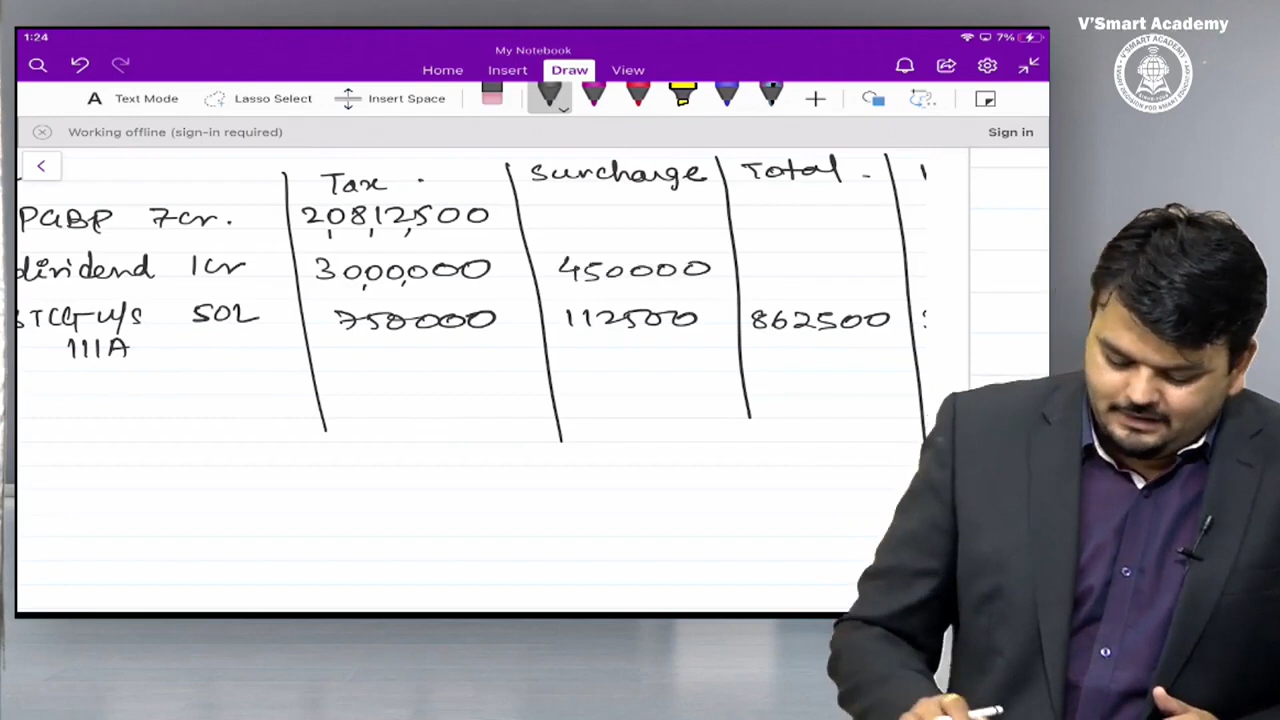 V'Smart Academy
1:24
7%
My Notebook
Home Insert Draw View
Text Mode Lasso Select Insert Space
Working offline (sign-in required) Sign in
Tax Surcharge Total
PGBP 7cr. 20812500
dividend 1cr 3000000 450000
STCG u/s 50L 750000 112500 862500
111A